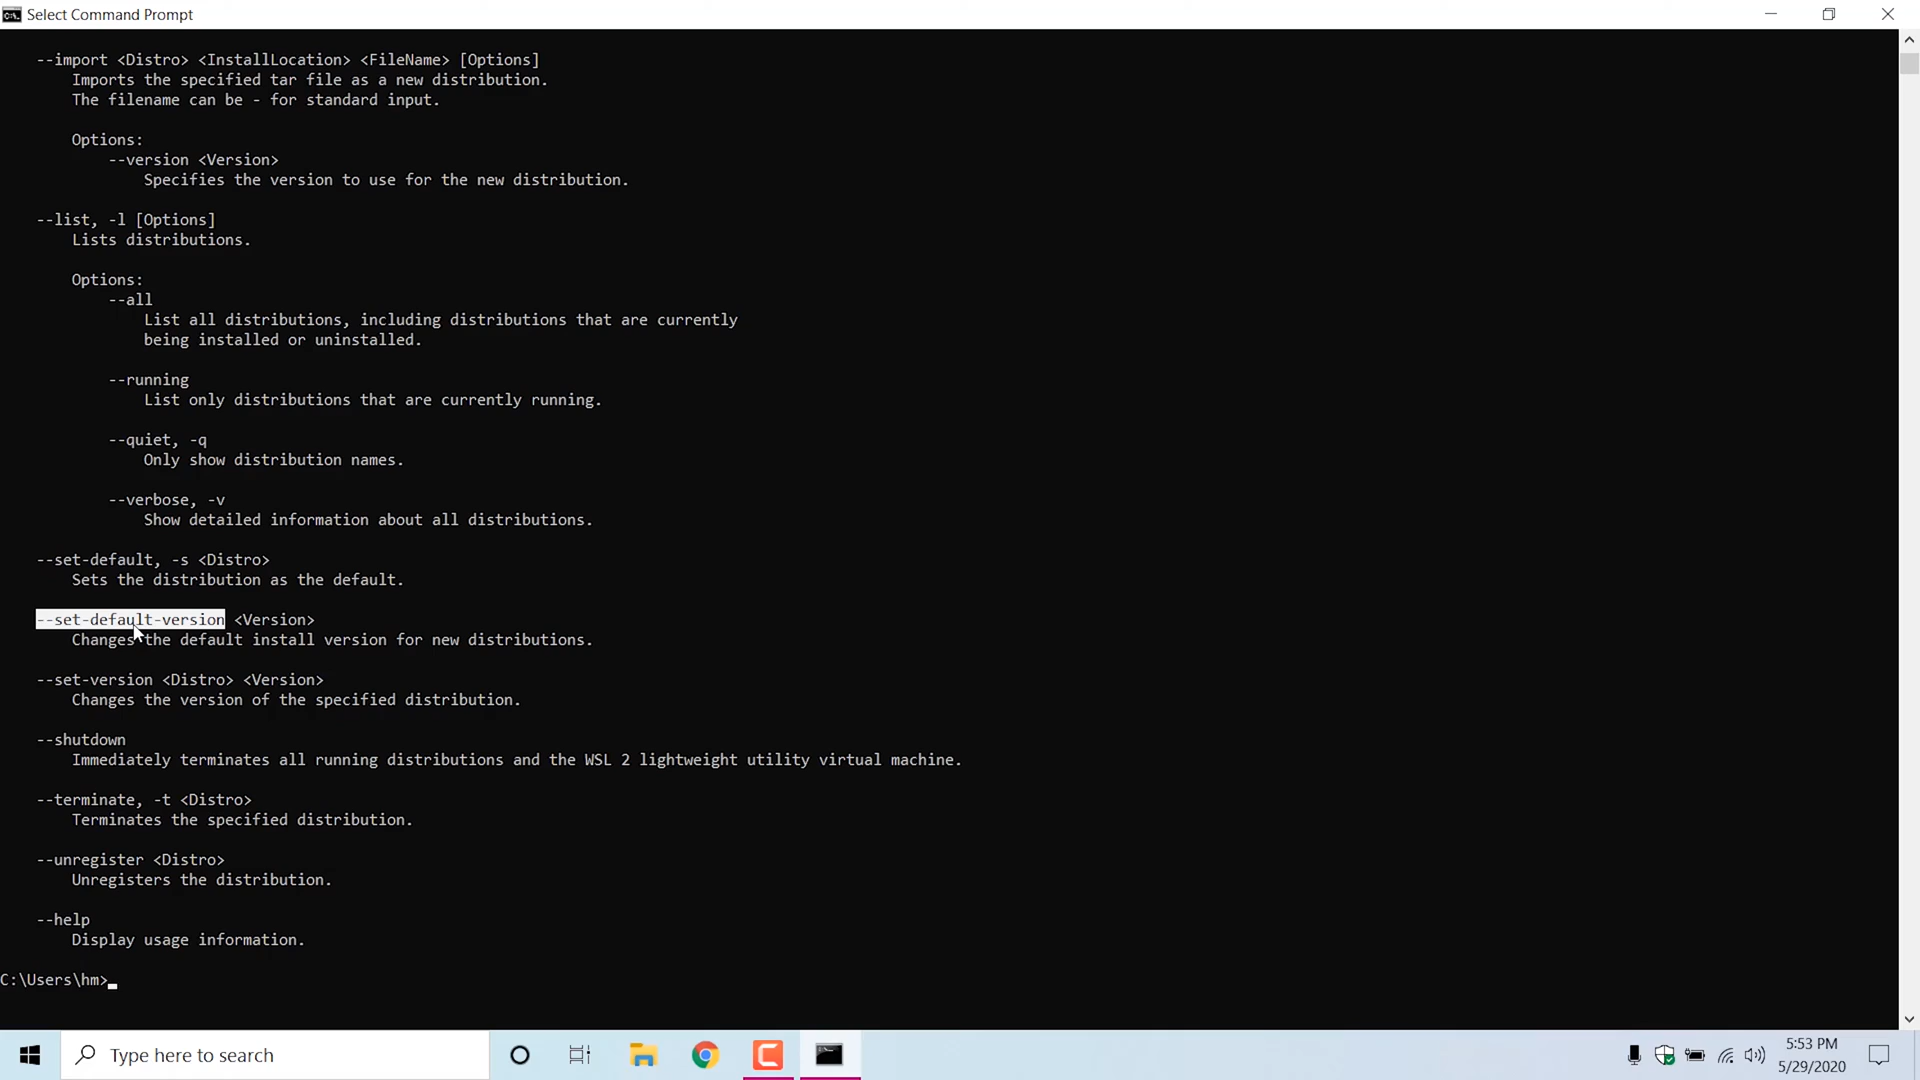 Select Command Prompt
--import <Distro> <InstallLocation> <FileName> [Options]
Imports the specified tar file as a new distribution.
The filename can be - for standard input.
Options:
--version <Version>
Specifies the version to use for the new distribution.
--list, -l [Options]
Lists distributions.
Options:
--all
List all distributions, including distributions that are currently
being installed or uninstalled.
--running
List only distributions that are currently running.
--quiet, -q
Only show distribution names.
--verbose, -v
Show detailed information about all distributions.
--set-default, -s <Distro>
Sets the distribution as the default.
--set-default-version <Version>
Changes the default install version for new distributions.
--set-version <Distro> <Version>
Changes the version of the specified distribution.
--shutdown
Immediately terminates all running distributions and the WSL 2 lightweight utility virtual machine.
--terminate, -t <Distro>
Terminates the specified distribution.
--unregister <Distro>
Unregisters the distribution.
--help
Display usage information.
C:\Users\hm>
Type here to search
5:53 PM
5/29/2020